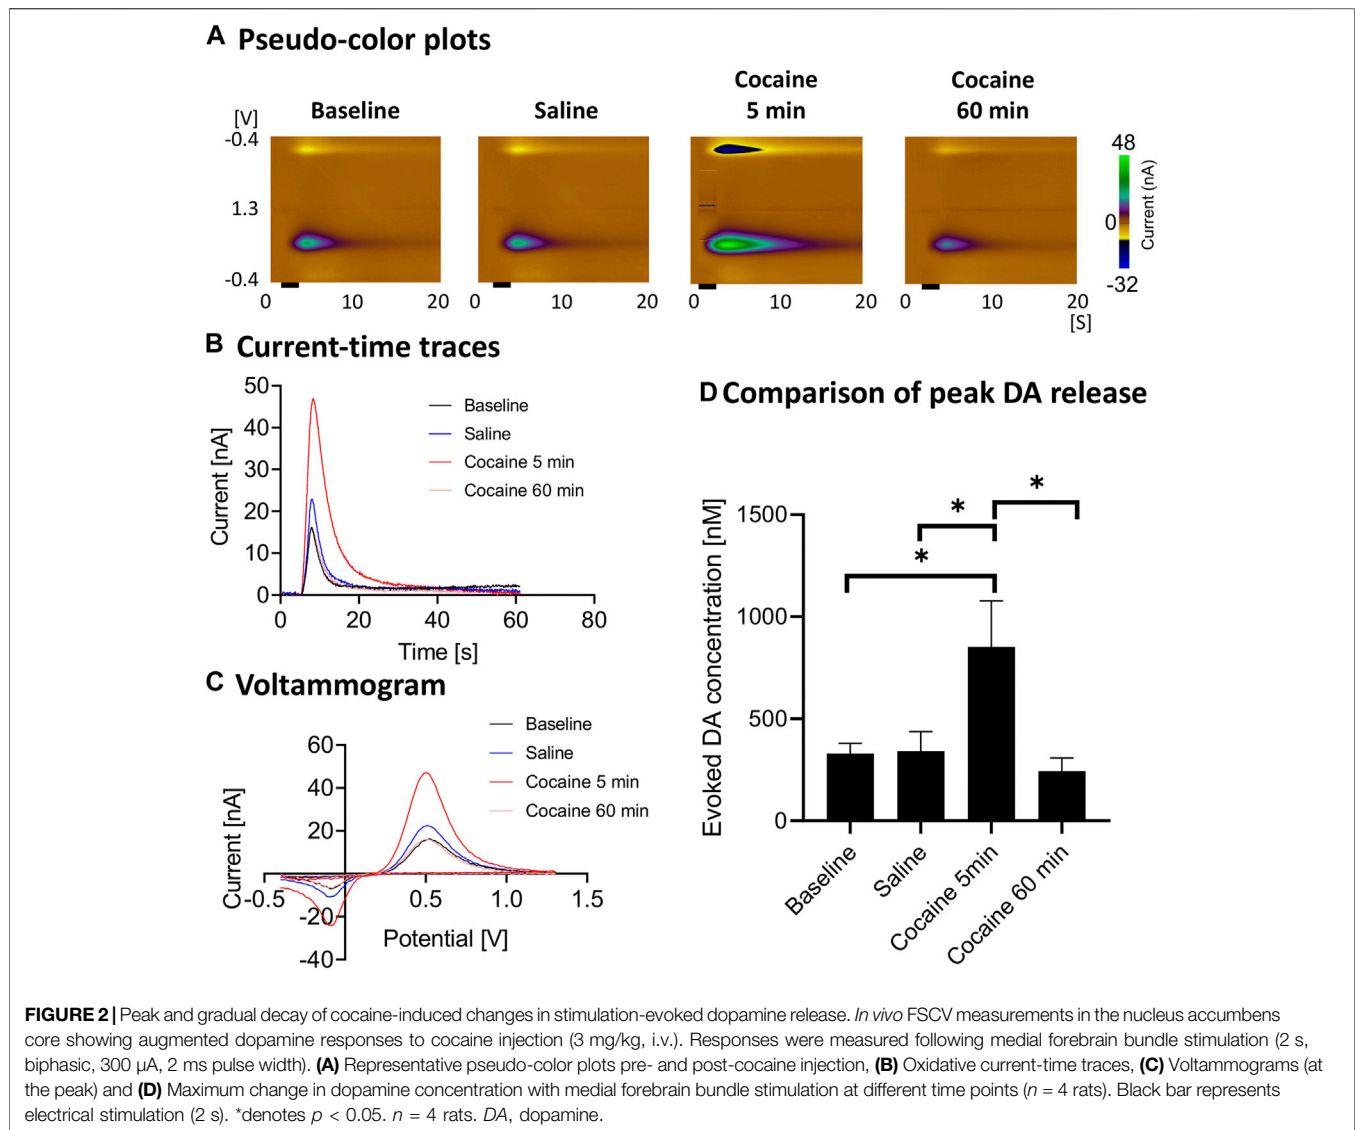 A Pseudo-color plots
Baseline
Saline
Cocaine
5 min
Cocaine
60 min
[V]
-0.4
1.3
-0.4
0 10 20
0 10 20
0 10 20
0 10 20
[S]
48
0
-32
Current (nA)
B Current-time traces
50
40
30
20
10
0
0 20 40 60 80
Current [nA]
Time [s]
Baseline
Saline
Cocaine 5 min
Cocaine 60 min
C Voltammogram
Baseline
Saline
Cocaine 5 min
Cocaine 60 min
60
40
20
-20
-40
C-0.5 0.5 1.0 1.5
Current [nA]
Potential [V]
D Comparison of peak DA release
* * *
1500
1000
500
0
Evoked DA concentration [nM]
Baseline
Saline
Cocaine 5min
Cocaine 60 min
FIGURE 2 | Peak and gradual decay of cocaine-induced changes in stimulation-evoked dopamine release. In vivo FSCV measurements in the nucleus accumbens
core showing augmented dopamine responses to cocaine injection (3 mg/kg, i.v.). Responses were measured following medial forebrain bundle stimulation (2 s,
biphasic, 300 μA, 2 ms pulse width). (A) Representative pseudo-color plots pre- and post-cocaine injection, (B) Oxidative current-time traces, (C) Voltammograms (at
the peak) and (D) Maximum change in dopamine concentration with medial forebrain bundle stimulation at different time points (n = 4 rats). Black bar represents
electrical stimulation (2 s). *denotes p < 0.05. n = 4 rats. DA, dopamine.